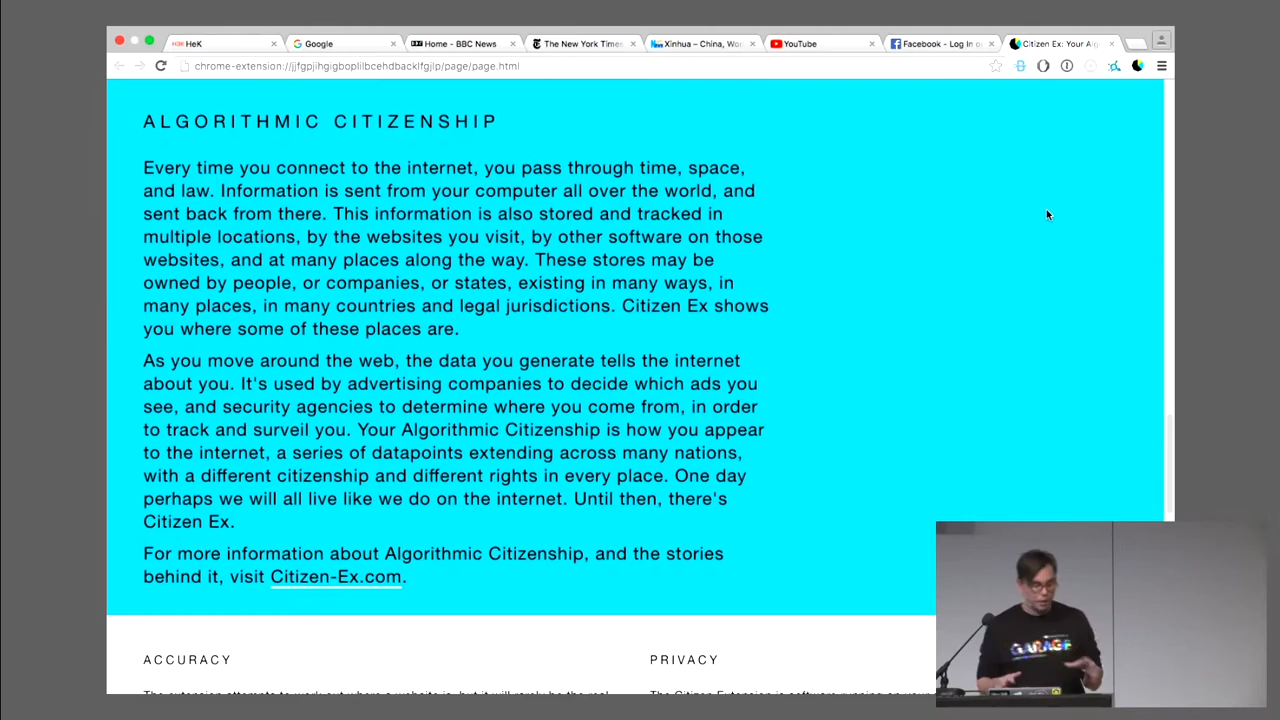 HeK
Google
Home - BBC News
The New York Times
Xinhua – China, Wo
YouTube
Facebook - Log In o
Citizen Ex: Your Alg
chrome-extension://jjfgpjihgigboplilbcehdbacklfgjlp/page/page.html
ALGORITHMIC CITIZENSHIP
Every time you connect to the internet, you pass through time, space,
and law. Information is sent from your computer all over the world, and
sent back from there. This information is also stored and tracked in
multiple locations, by the websites you visit, by other software on those
websites, and at many places along the way. These stores may be
owned by people, or companies, or states, existing in many ways, in
many places, in many countries and legal jurisdictions. Citizen Ex shows
you where some of these places are.
As you move around the web, the data you generate tells the internet
about you. It's used by advertising companies to decide which ads you
see, and security agencies to determine where you come from, in order
to track and surveil you. Your Algorithmic Citizenship is how you appear
to the internet, a series of datapoints extending across many nations,
with a different citizenship and different rights in every place. One day
perhaps we will all live like we do on the internet. Until then, there's
Citizen Ex.
For more information about Algorithmic Citizenship, and the stories
behind it, visit Citizen-Ex.com.
ACCURACY
PRIVACY
GARAGE